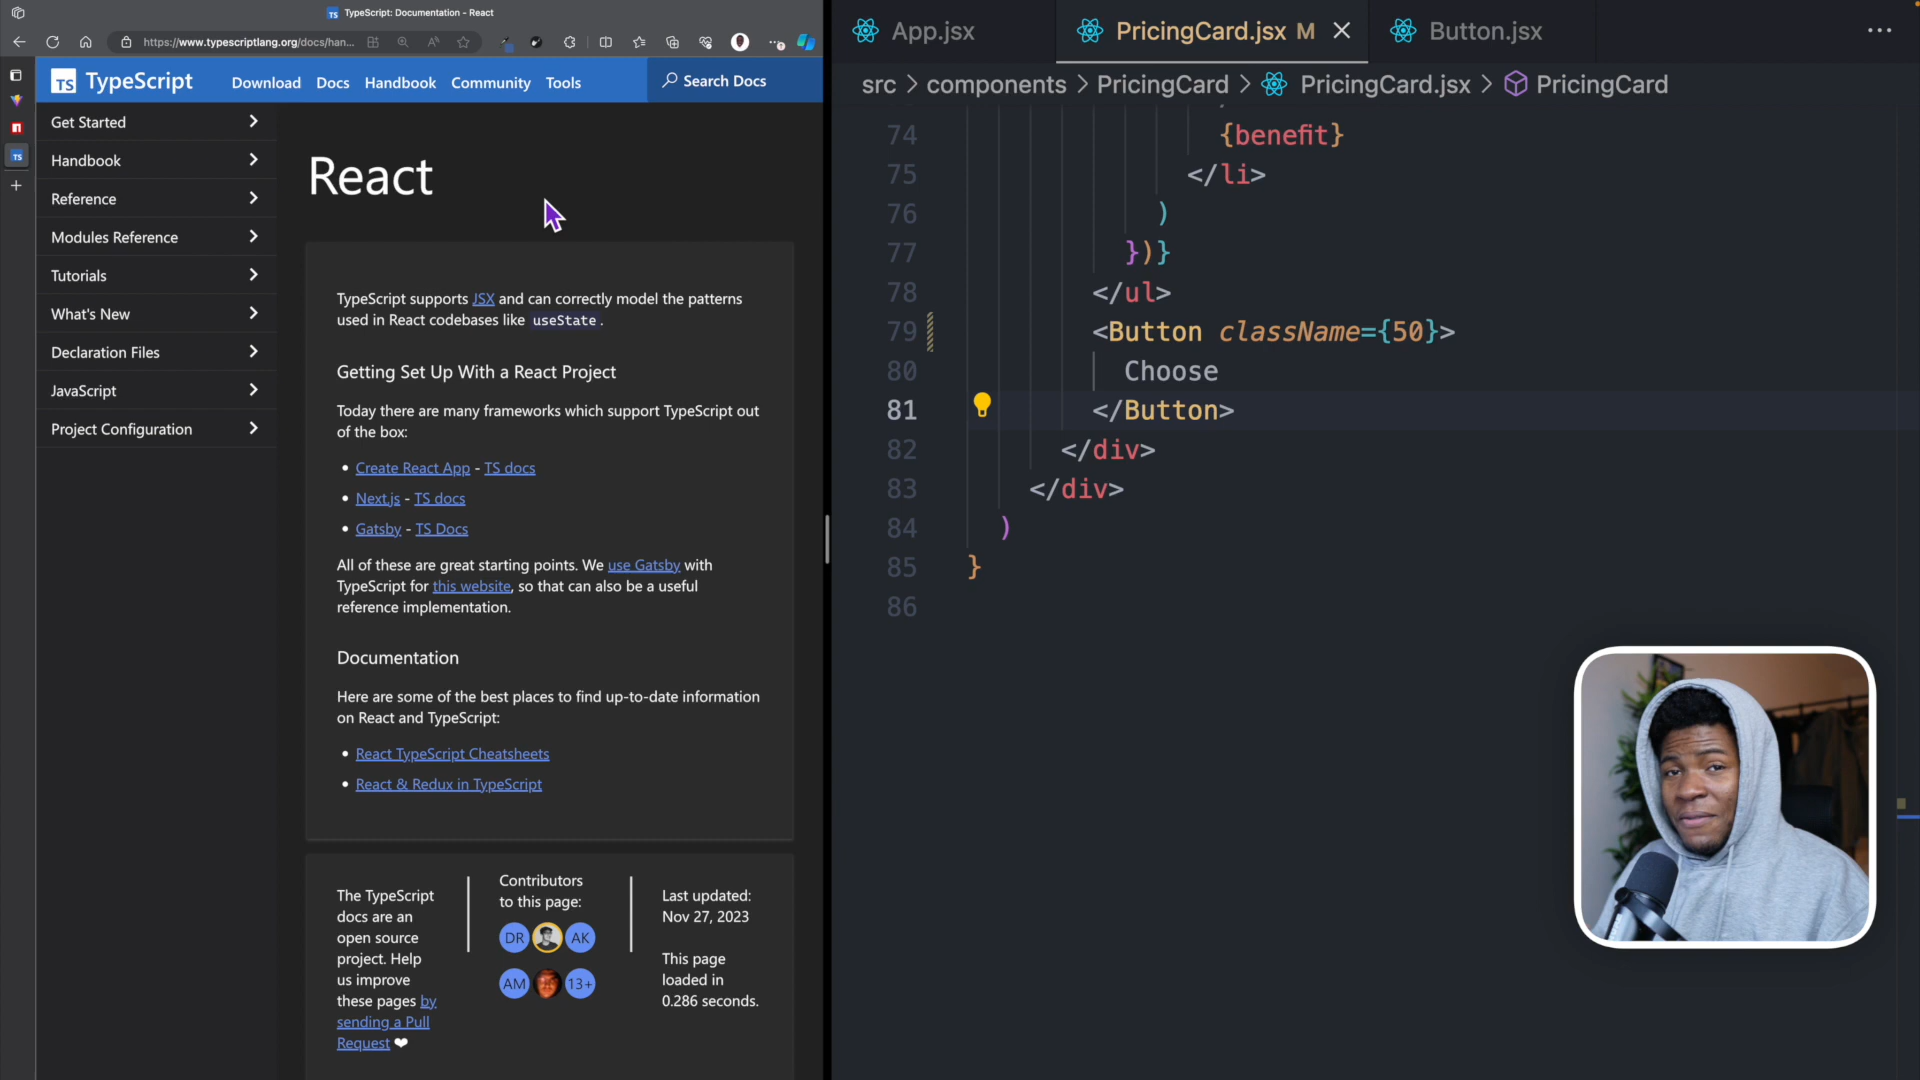 TypeScript: Documentation - React
https://www.typescriptlang.org/docs/han...
TypeScript
Download
Docs
Handbook
Community
Tools
Search Docs
Get Started
Handbook
Reference
Modules Reference
Tutorials
What's New
Declaration Files
JavaScript
Project Configuration
React
TypeScript supports JSX and can correctly model the patterns
used in React codebases like useState.
Getting Set Up With a React Project
Today there are many frameworks which support TypeScript out
of the box:
• Create React App - TS docs
• Next.js - TS docs
• Gatsby - TS Docs
All of these are great starting points. We use Gatsby with
TypeScript for this website, so that can also be a useful
reference implementation.
Documentation
Here are some of the best places to find up-to-date information
on React and TypeScript:
• React TypeScript Cheatsheets
• React & Redux in TypeScript
The TypeScript
docs are an
open source
project. Help
us improve
these pages by
sending a Pull
Request ❤
Contributors
to this page:
DR
AK
AM
13+
Last updated:
Nov 27, 2023
This page
loaded in
0.286 seconds.
App.jsx
PricingCard.jsx M
Button.jsx
src > components > PricingCard > PricingCard.jsx > PricingCard
74 {benefit}
75 </li>
76 )
77 })}
78 </ul>
79 <Button className={50}>
80 Choose
81 </Button>
82 </div>
83 </div>
84 )
85 }
86